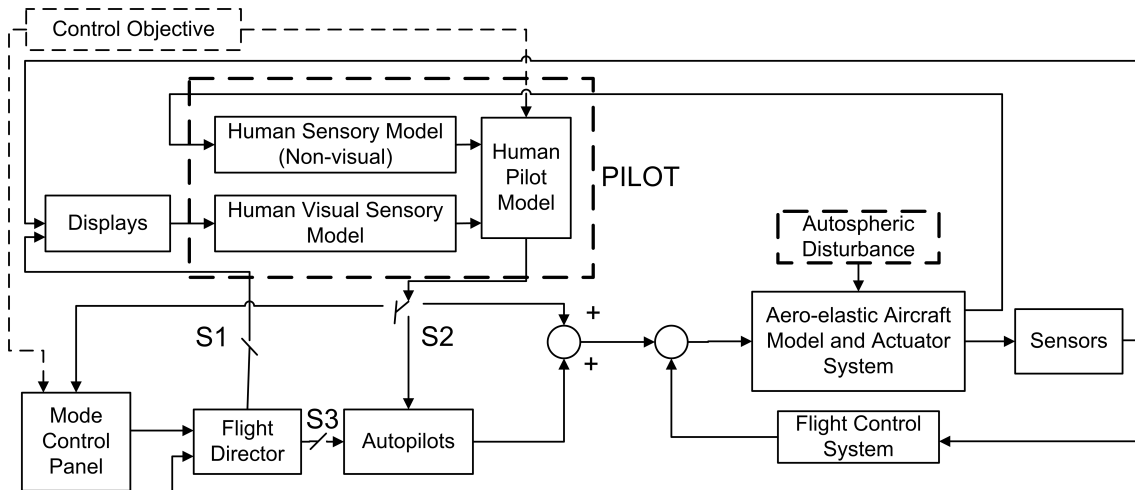 Control Objective
Human Sensory Model
(Non-visual)
Human
Pilot
Model
PILOT
Displays
Human Visual Sensory
Model
Autospheric
Disturbance
S1
S2
+
+
Aero-elastic Aircraft
Model and Actuator
System
Sensors
Mode
Control
Panel
Flight
Director
S3
Autopilots
Flight Control
System